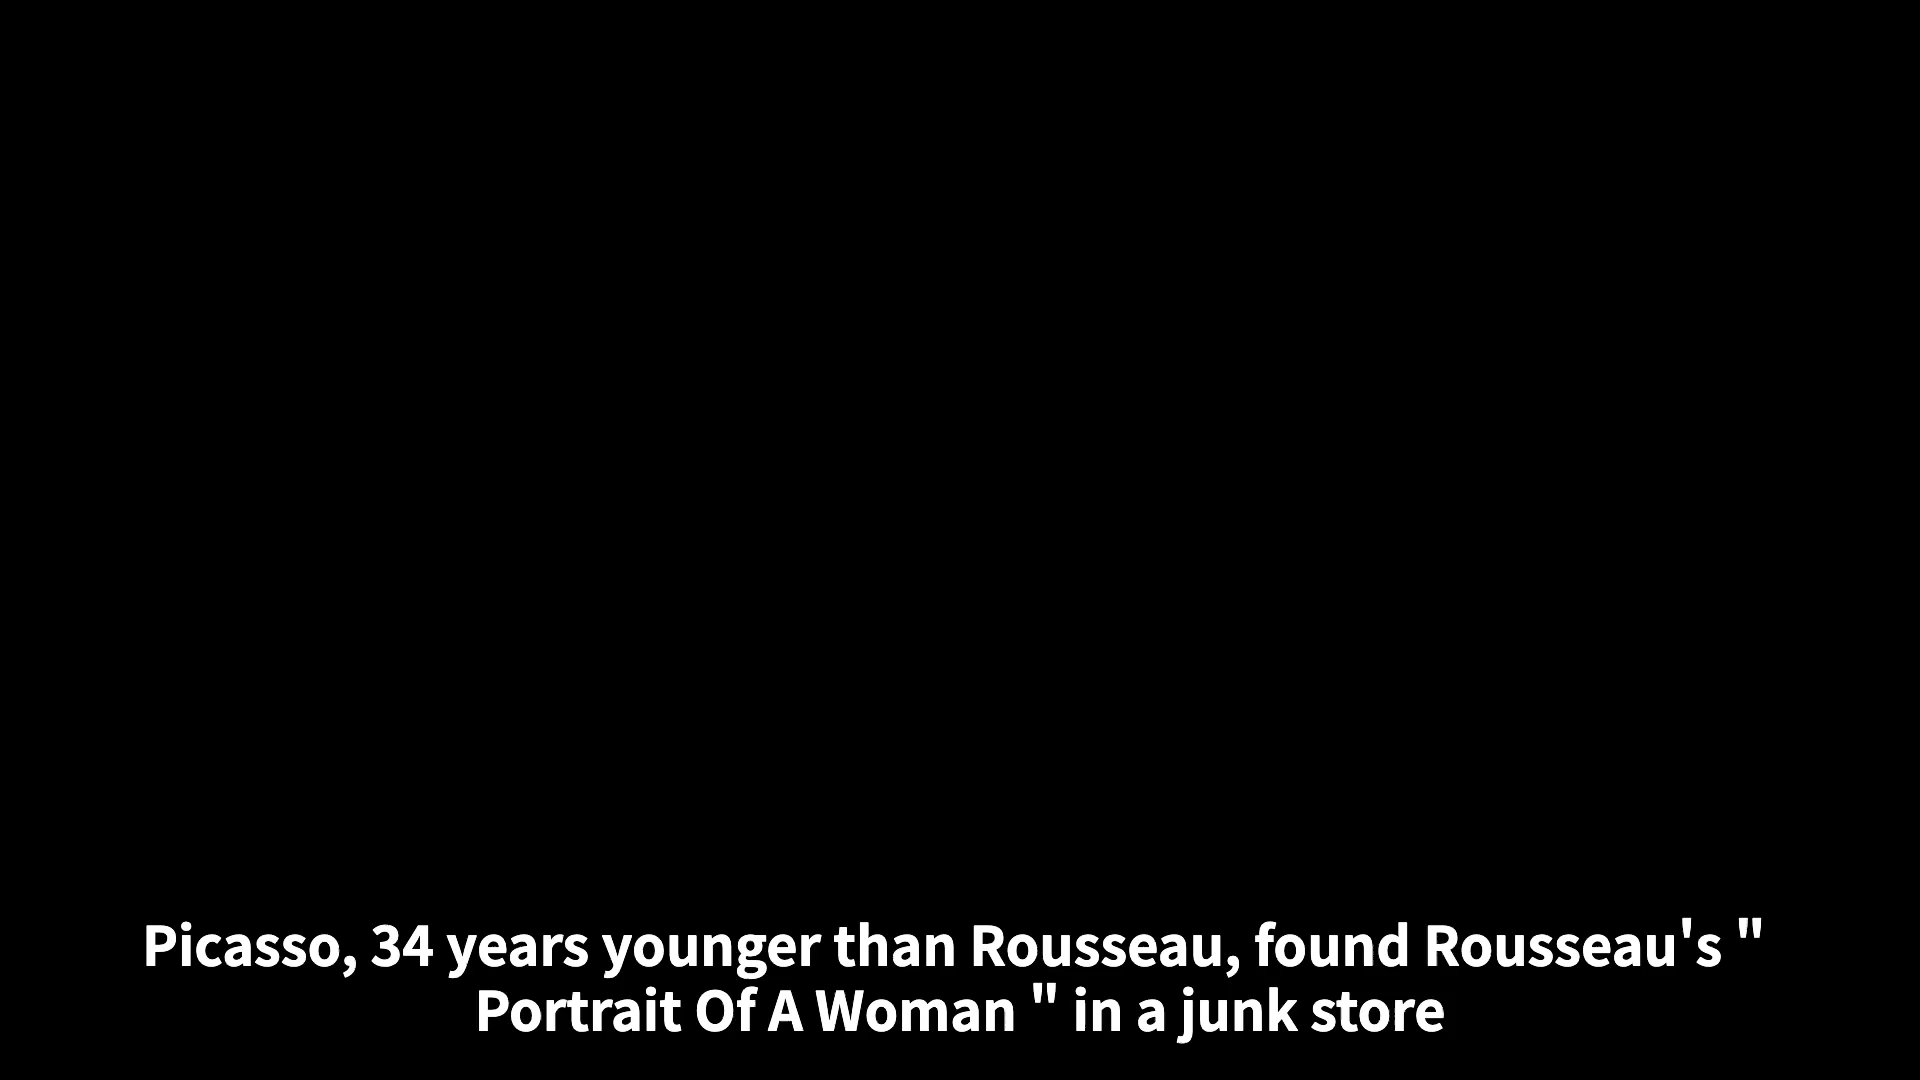 Picasso, 34 years younger than Rousseau, found Rousseau's "
Portrait Of A Woman " in a junk store